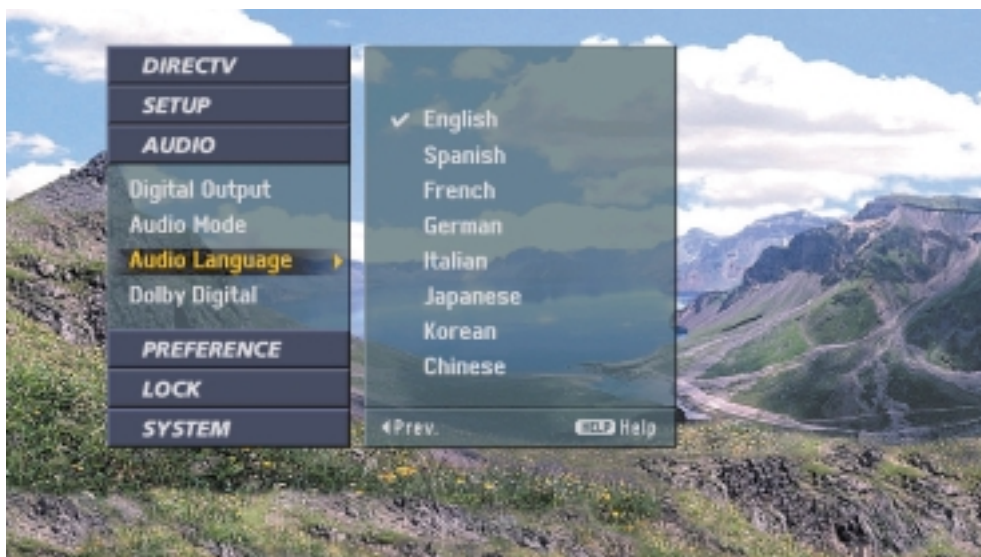 DIRECTV
SETUP
AUDIO
Digital Output
Audio Mode
Audio Language
Dolby Digital
PREFERENCE
LOCK
SYSTEM
English
Spanish
French
German
Italian
Japanese
Korean
Chinese
Prev.
HELP Help